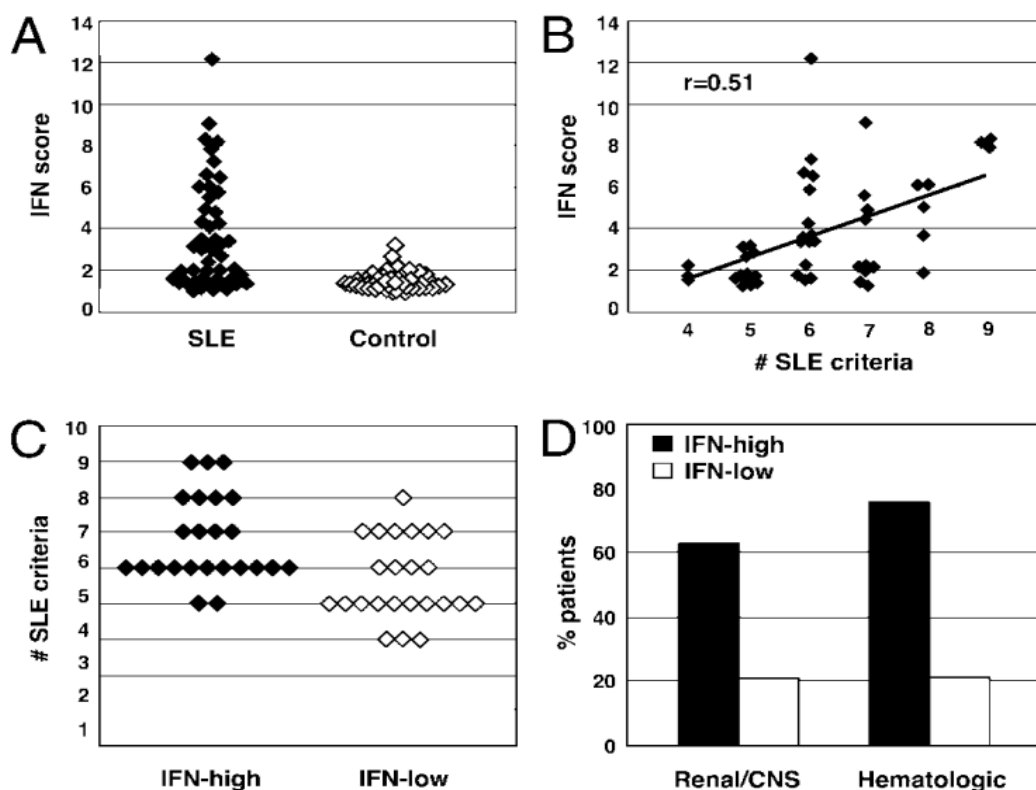 A
IFN score
14
12
10
8
6
4
2
0
SLE Control
B
IFN score
14
12
10
8
6
4
2
0
r=0.51
4 5 6 7 8 9
# SLE criteria
C
# SLE criteria
10
9
8
7
6
5
4
3
2
1
IFN-high IFN-low
D
% patients
100
80
60
40
20
0
IFN-high
IFN-low
Renal/CNS Hematologic